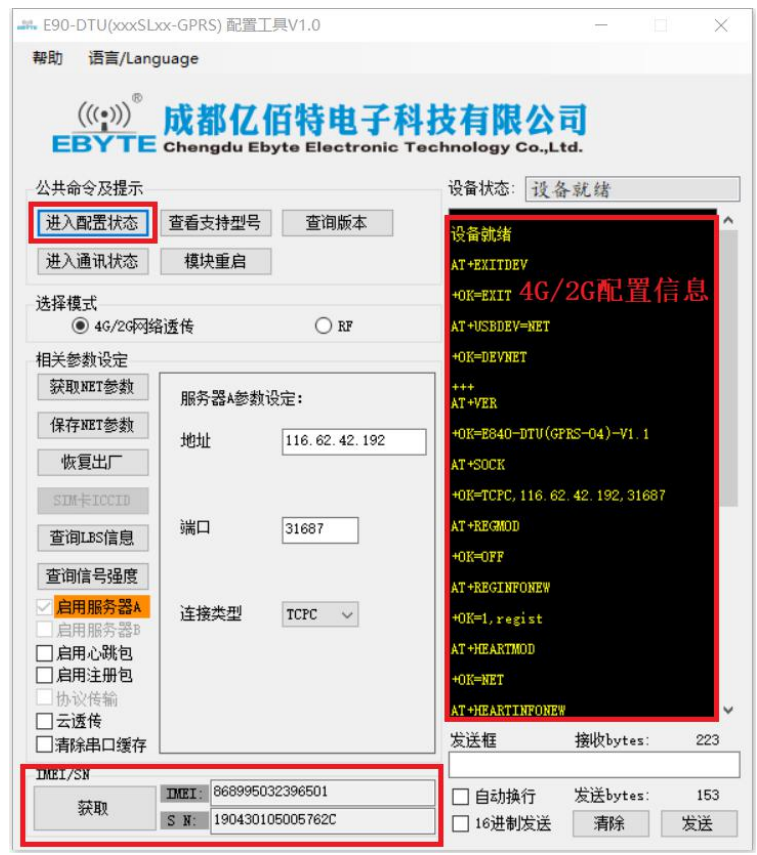 E90-DTU(xxxSLxx-GPRS) 配置工具V1.0
帮助 语言/Language
((( ))) ®
EBYTE
成都亿佰特电子科技有限公司
Chengdu Ebyte Electronic Technology Co.,Ltd.
公共命令及提示
进入配置状态 查看支持型号 查询版本
进入通讯状态 模块重启
选择模式
4G/2G网络透传 RF
相关参数设定
获取NET参数
保存NET参数
恢复出厂
SIM卡ICCID
查询LBS信息
查询信号强度
启用服务器A
启用服务器B
启用心跳包
启用注册包
协议传输
云透传
清除串口缓存
服务器A参数设定:
地址 116.62.42.192
端口 31687
连接类型 TCPC
IMEI/SN
获取
IMEI: 868995032396501
S N: 190430105005762C
设备状态: 设备就绪
设备就绪
AT+EXITDEV
+OK=EXIT
4G/2G配置信息
AT+USBDEV=NET
+OK=DEVNET
+++
AT+VER
+OK=E840-DTU(GPRS-04)-V1.1
AT+SOCK
+OK=TCPC,116.62.42.192,31687
AT+REGMOD
+OK=OFF
AT+REGINFONEW
+OK=1,regist
AT+HEARTMOD
+OK=NET
AT+HEARTINFONEW
发送框 接收bytes: 223
自动换行 发送bytes: 153
16进制发送 清除 发送